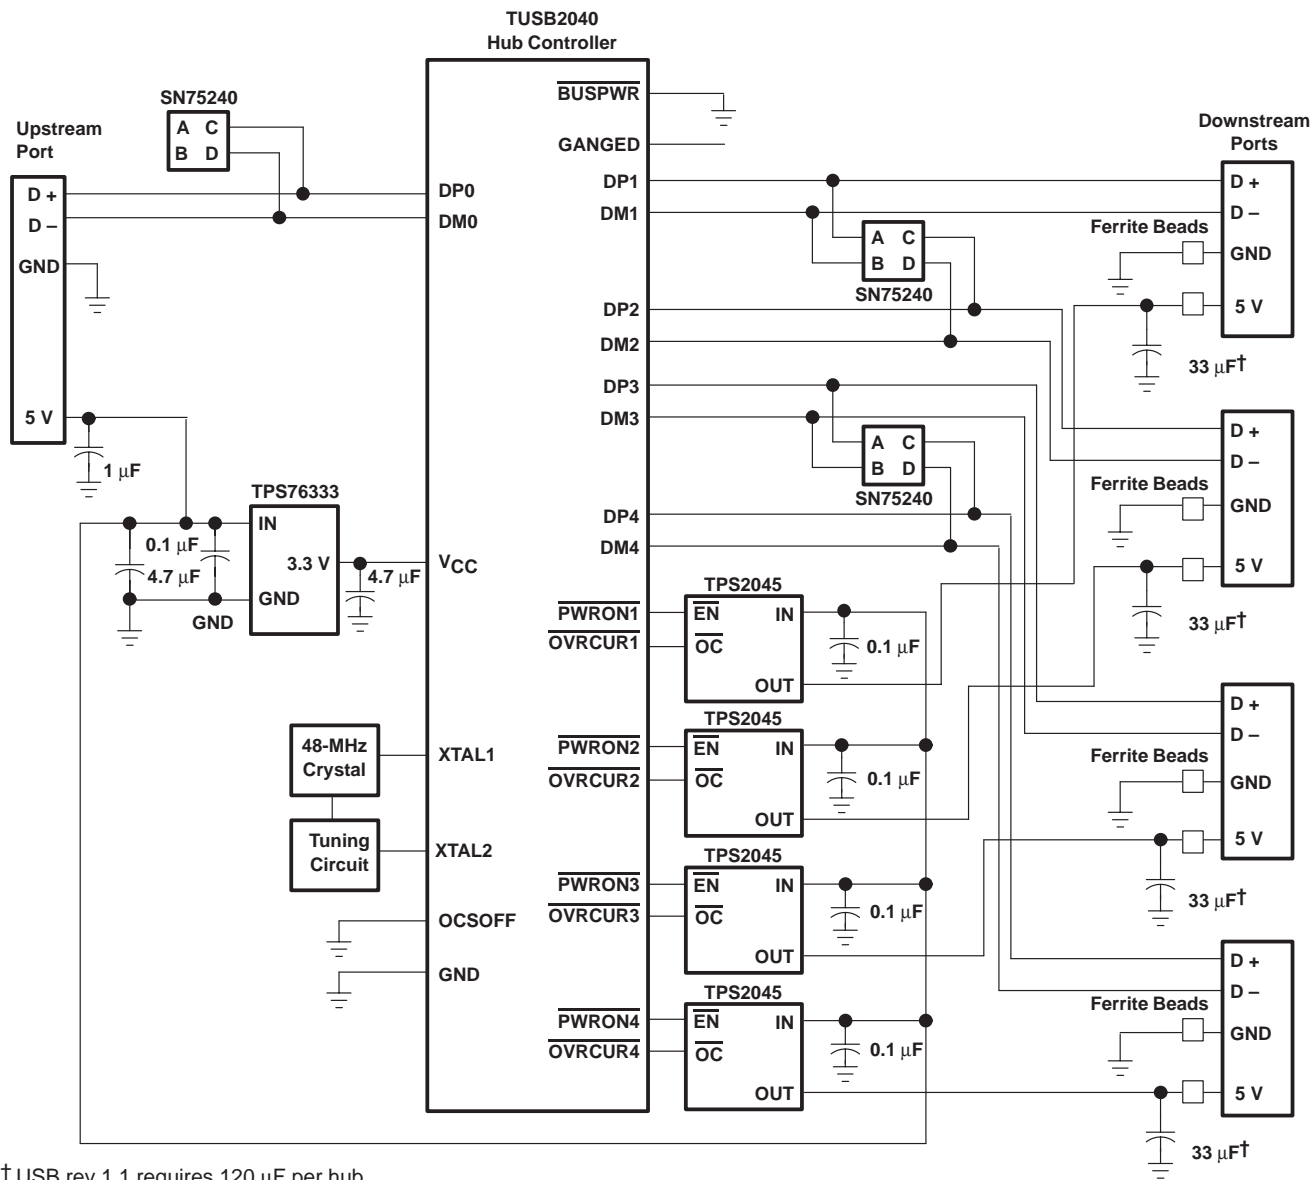 TUSB2040
Hub Controller
SN75240
A C
B D
Upstream
Port
D +
D –
GND
5 V
1 µF
TPS76333
IN
3.3 V
GND
0.1 µF
4.7 µF
GND
4.7 µF
48-MHz
Crystal
Tuning
Circuit
DP0
DM0
VCC
XTAL1
XTAL2
OCSOFF
GND
BUSPWR
GANGED
DP1
DM1
DP2
DM2
DP3
DM3
DP4
DM4
PWRON1
OVRCUR1
PWRON2
OVRCUR2
PWRON3
OVRCUR3
PWRON4
OVRCUR4
A C
B D
SN75240
A C
B D
SN75240
TPS2045
EN IN
OC
OUT
0.1 µF
TPS2045
EN IN
OC
OUT
0.1 µF
TPS2045
EN IN
OC
OUT
0.1 µF
TPS2045
EN IN
OC
OUT
0.1 µF
Downstream
Ports
D +
D –
Ferrite Beads
GND
5 V
33 µF†
D +
D –
Ferrite Beads
GND
5 V
33 µF†
D +
D –
Ferrite Beads
GND
5 V
33 µF†
D +
D –
Ferrite Beads
GND
5 V
33 µF†
† USB rev 1.1 requires 120 µF per hub.